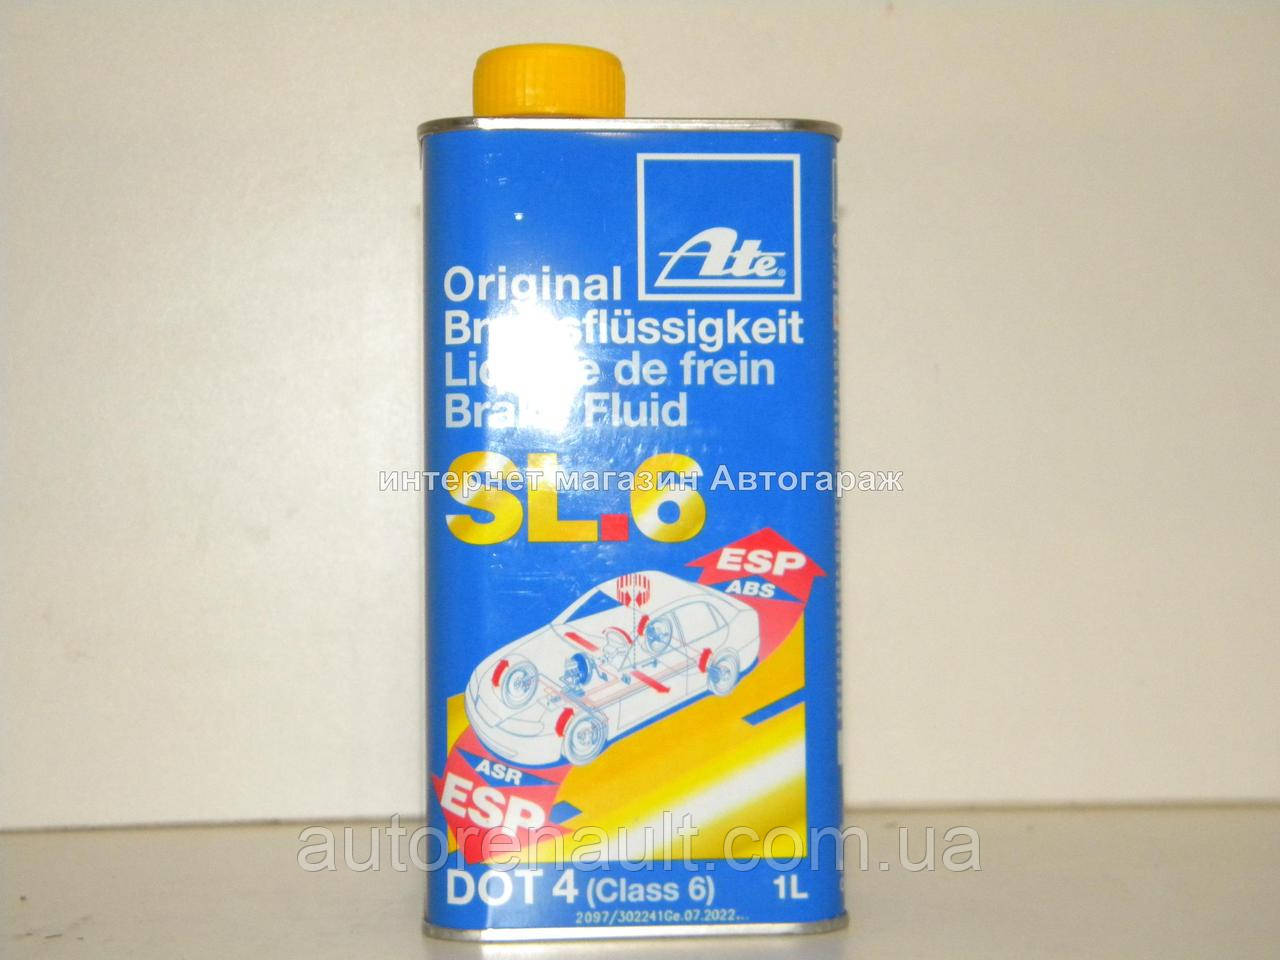 Ate®
Original
Bremsflüssigkeit
Liquide de frein
Brake Fluid
интернет магазин Автогараж
SL.6
ESP
ABS
ASR
ESP
autorenault.com.ua
DOT 4 (Class 6) 1L
2097/302241Ge.07.2022